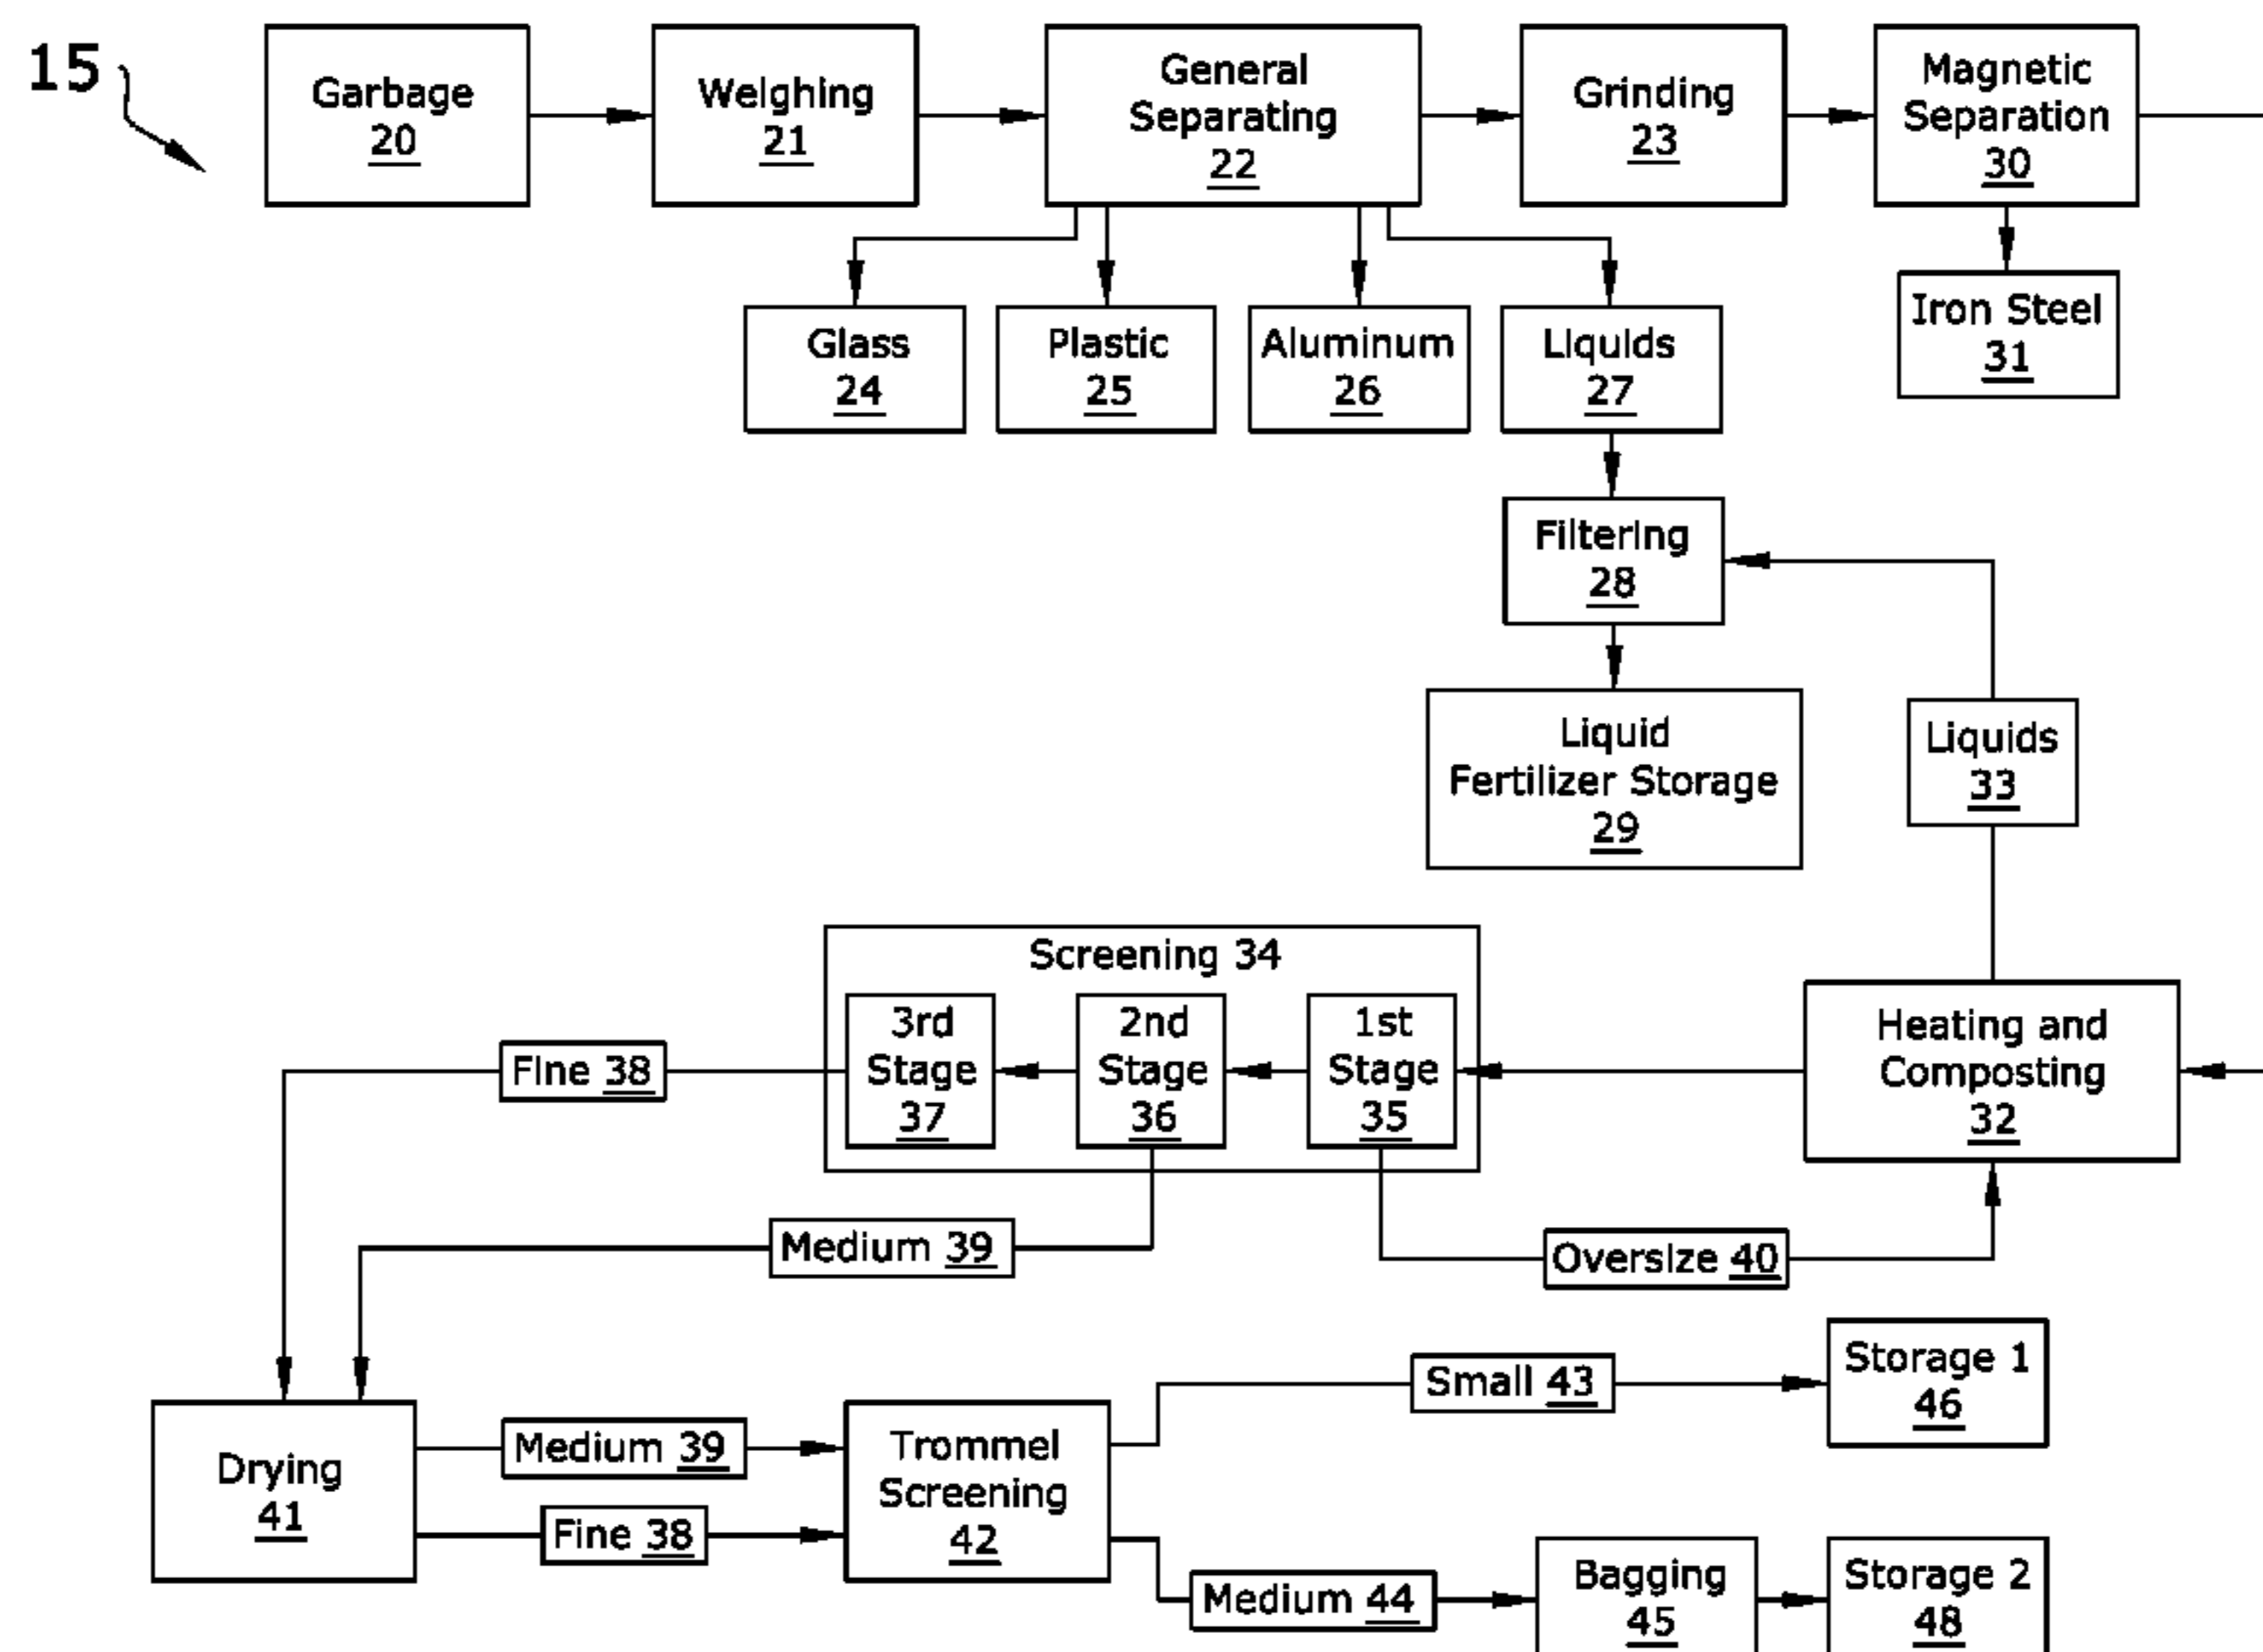 15
Garbage
20
Weighing
21
General
Separating
22
Grinding
23
Magnetic
Separation
30
Glass
24
Plastic
25
Aluminum
26
Liquids
27
Iron Steel
31
Filtering
28
Liquid
Fertilizer Storage
29
Liquids
33
Screening 34
3rd
Stage
37
2nd
Stage
36
1st
Stage
35
Heating and
Composting
32
Fine 38
Medium 39
Oversize 40
Drying
41
Medium 39
Fine 38
Trommel
Screening
42
Small 43
Storage 1
46
Medium 44
Bagging
45
Storage 2
48